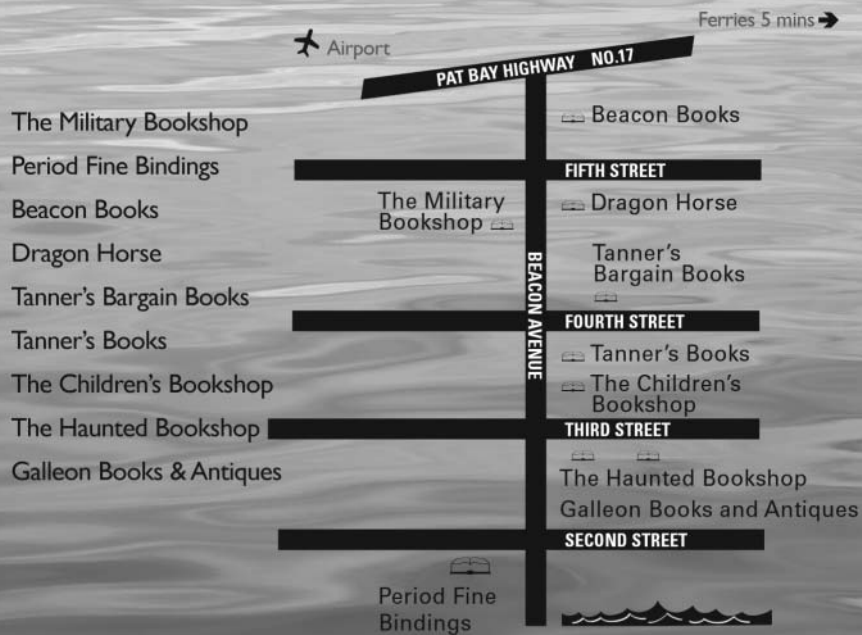 Ferries 5 mins
Airport
PAT BAY HIGHWAY NO.17
The Military Bookshop
Period Fine Bindings
Beacon Books
Dragon Horse
Tanner's Bargain Books
Tanner's Books
The Children's Bookshop
The Haunted Bookshop
Galleon Books & Antiques
Beacon Books
FIFTH STREET
The Military
Bookshop
Dragon Horse
Tanner's
Bargain Books
BEACON AVENUE
FOURTH STREET
Tanner's Books
The Children's
Bookshop
THIRD STREET
The Haunted Bookshop
Galleon Books and Antiques
SECOND STREET
Period Fine
Bindings